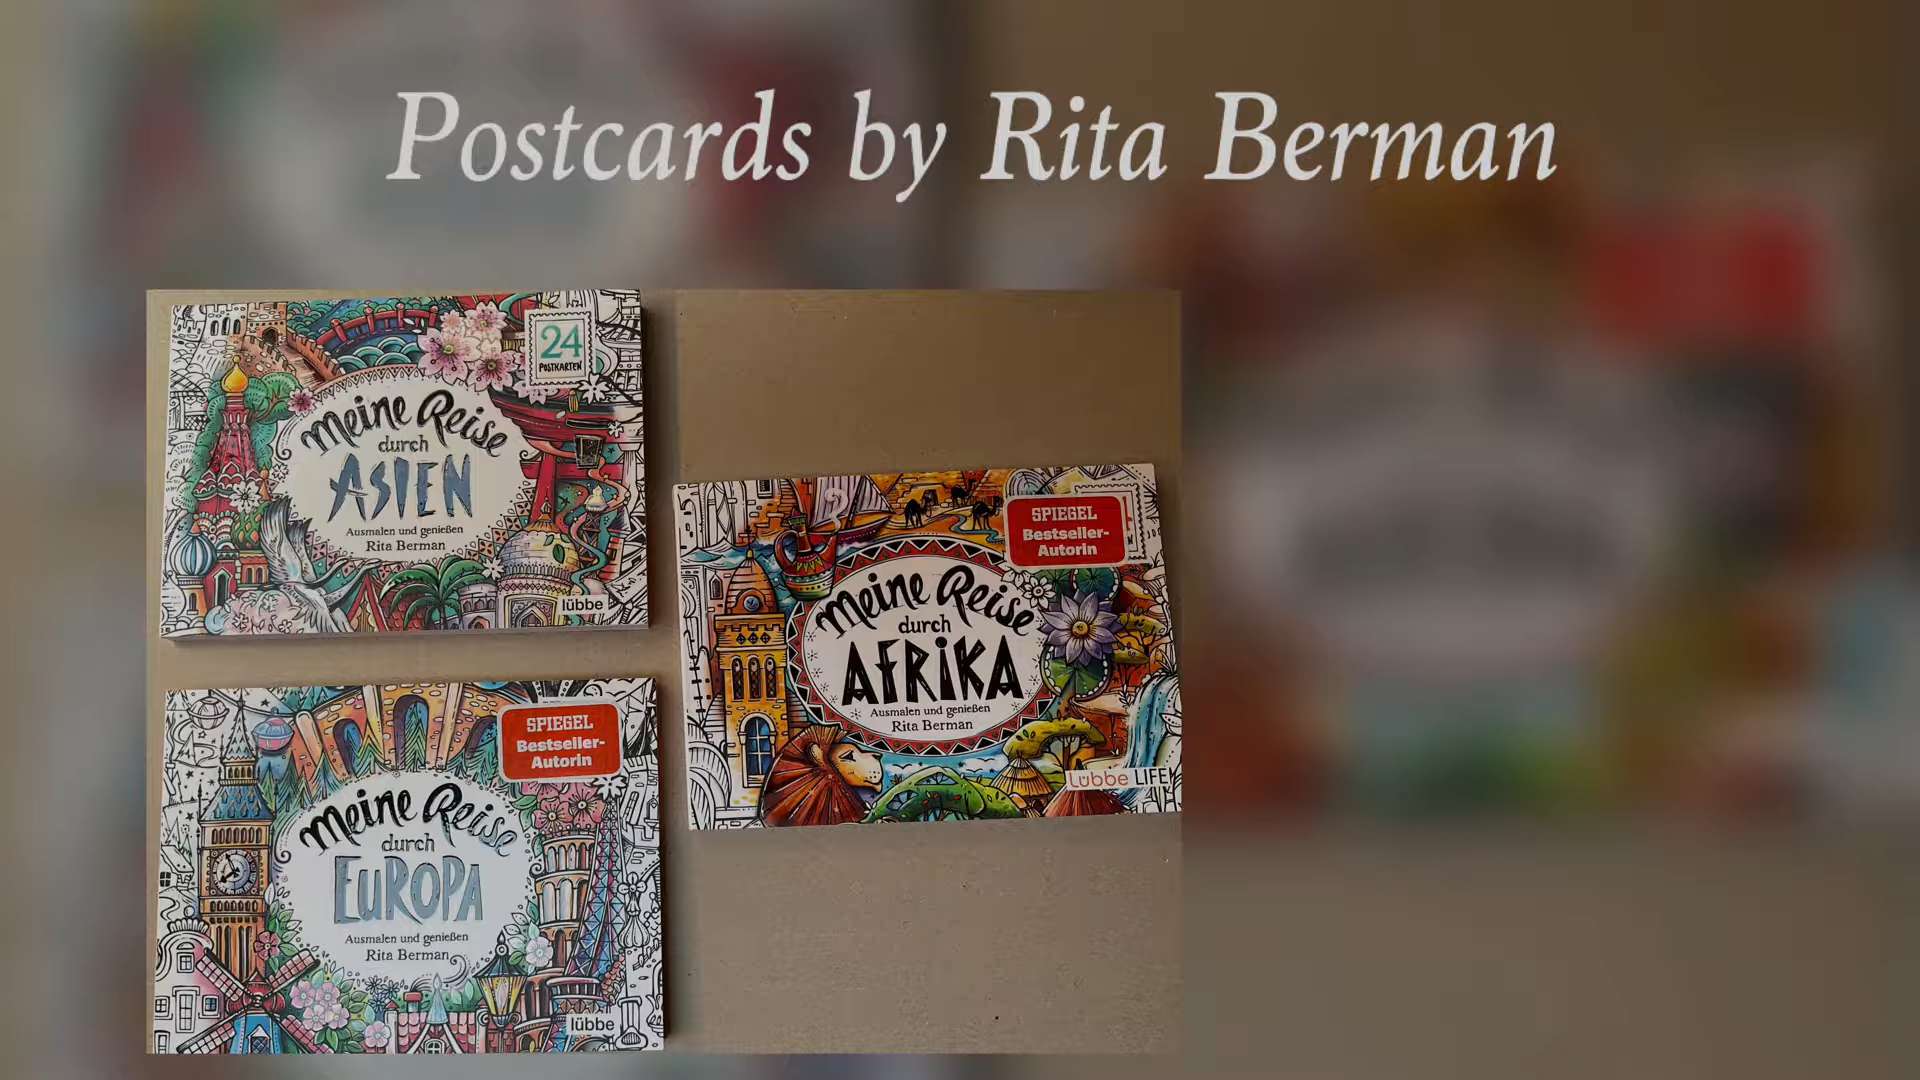 Postcards by Rita Berman
24
POSTKARTEN
Meine Reise
durch
ASIEN
Ausmalen und genießen
Rita Berman
lübbe
SPIEGEL
Bestseller-
Autorin
Meine Reise
durch
AFRIKA
Ausmalen und genießen
Rita Berman
Lübbe LIFE
SPIEGEL
Bestseller-
Autorin
Meine Reise
durch
EUROPA
Ausmalen und genießen
Rita Berman
lübbe